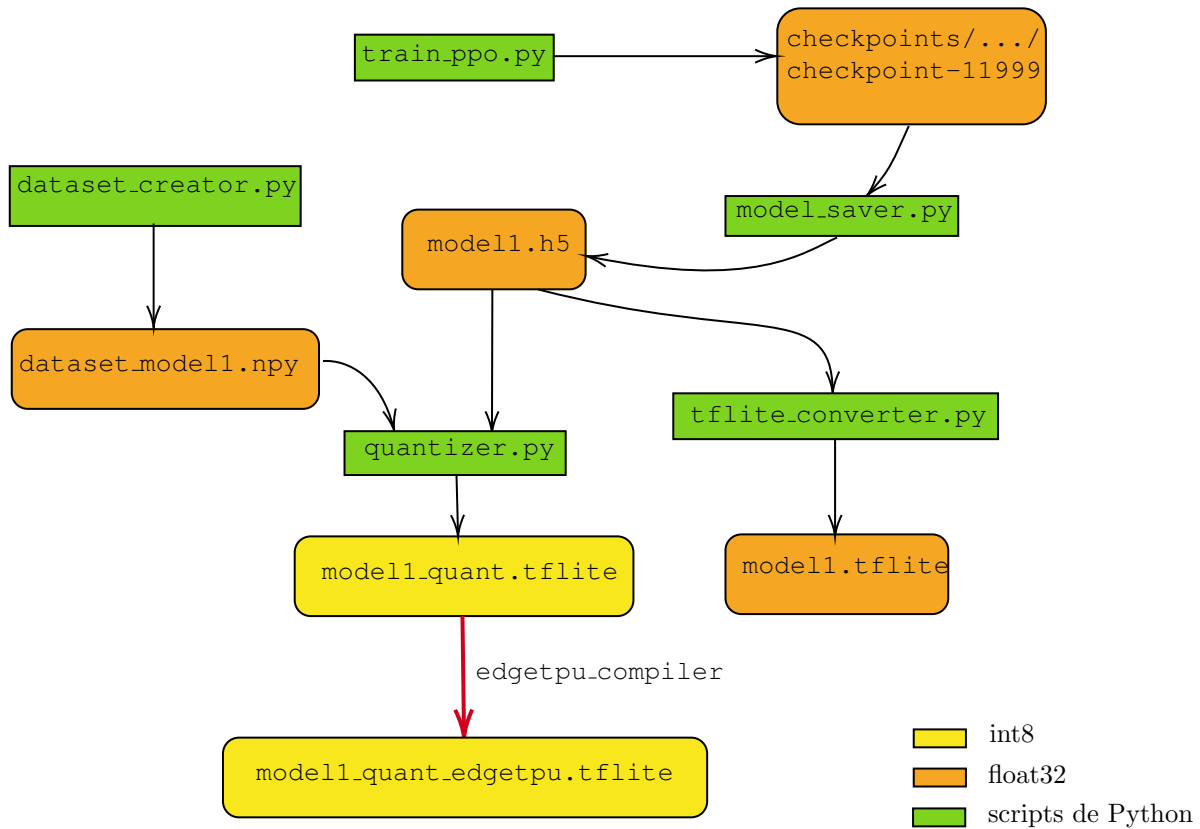 train_ppo.py
checkpoints/.../
checkpoint-11999
dataset_creator.py
model_saver.py
model1.h5
dataset_model1.npy
tflite_converter.py
quantizer.py
model1_quant.tflite
model1.tflite
edgetpu_compiler
model1_quant_edgetpu.tflite
int8
float32
scripts de Python